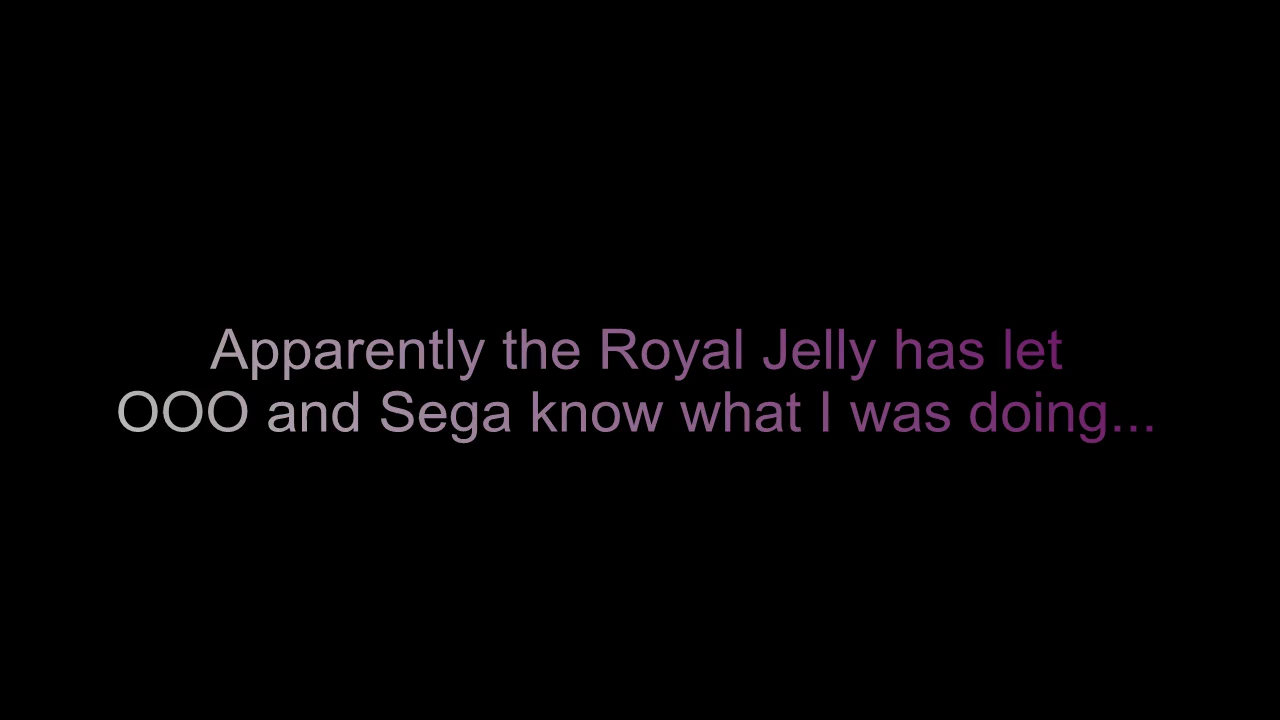 Apparently the Royal Jelly has let
OOO and Sega know what I was doing...